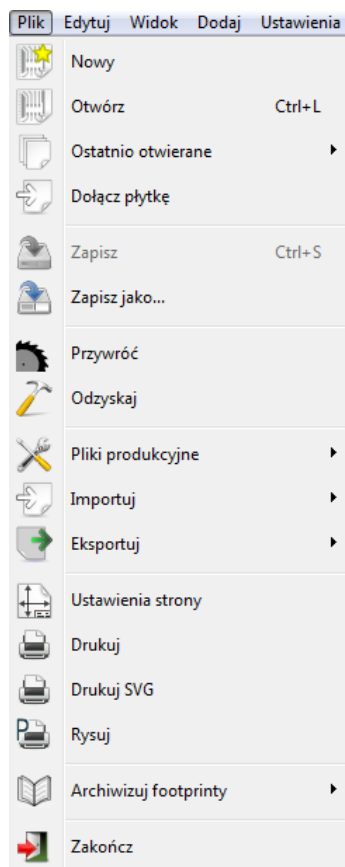 Plik Edytuj Widok Dodaj Ustawienia
Nowy
Otwórz Ctrl+L
Ostatnio otwierane
Dołącz płytkę
Zapisz Ctrl+S
Zapisz jako...
Przywróć
Odzyskaj
Pliki produkcyjne
Importuj
Eksportuj
Ustawienia strony
Drukuj
Drukuj SVG
Rysuj
Archiwizuj footprinty
Zakończ